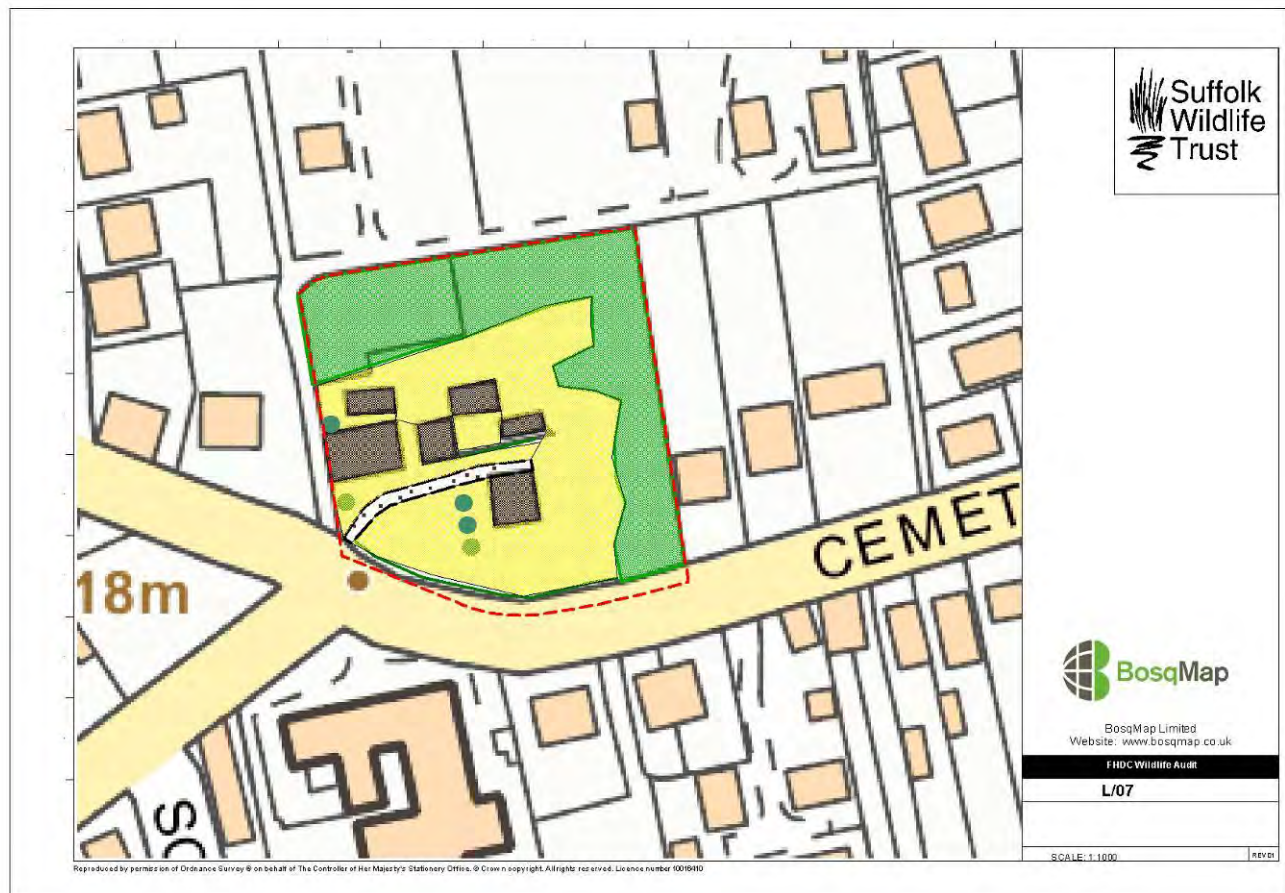 Suffolk
Wildlife
Trust
CEMET
18m
SC
BosqMap
BosqMap Limited
Website: www.bosqmap.co.uk
FHDC Wildlife Audit
L/07
SCALE: 1:1000
REV 01
Reproduced by permission of Ordnance Survey ® on behalf of The Controller of Her Majesty's Stationery Office. © Crown copyright. All rights reserved. Licence number 10016410